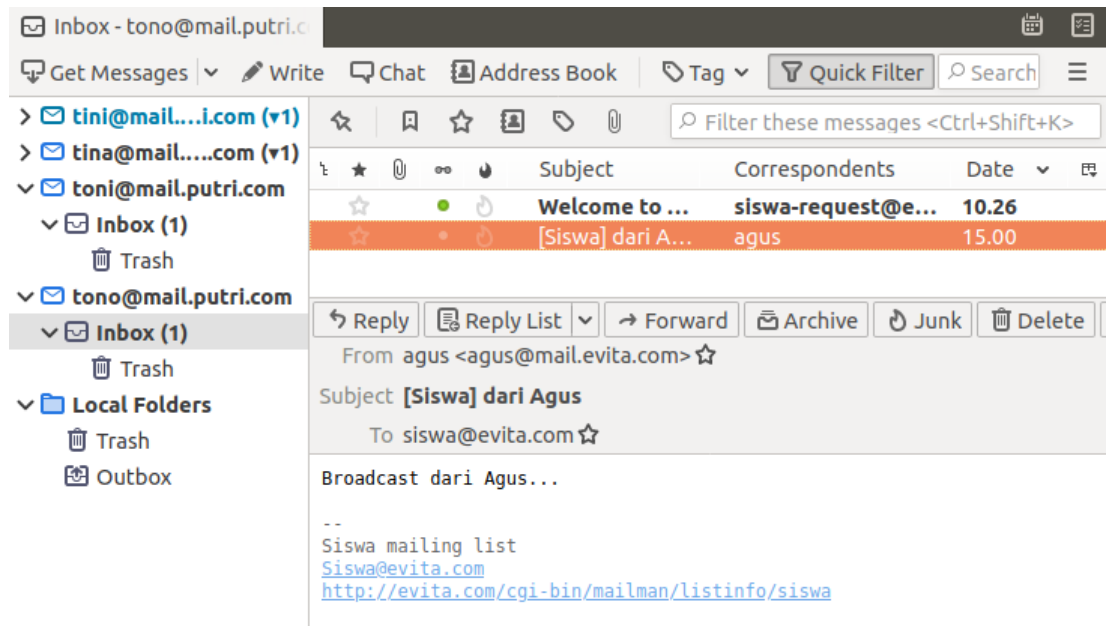 Inbox - tono@mail.putri.c
Get Messages Write Chat Address Book Tag Quick Filter Search
tini@mail.…i.com (▾1)
tina@mail.….com (▾1)
toni@mail.putri.com
Inbox (1)
Trash
tono@mail.putri.com
Inbox (1)
Trash
Local Folders
Trash
Outbox
Filter these messages <Ctrl+Shift+K>
Subject Correspondents Date
Welcome to ... siswa-request@e... 10.26
[Siswa] dari A... agus 15.00
Reply Reply List Forward Archive Junk Delete
From agus <agus@mail.evita.com>
Subject [Siswa] dari Agus
To siswa@evita.com
Broadcast dari Agus...
--
Siswa mailing list
Siswa@evita.com
http://evita.com/cgi-bin/mailman/listinfo/siswa